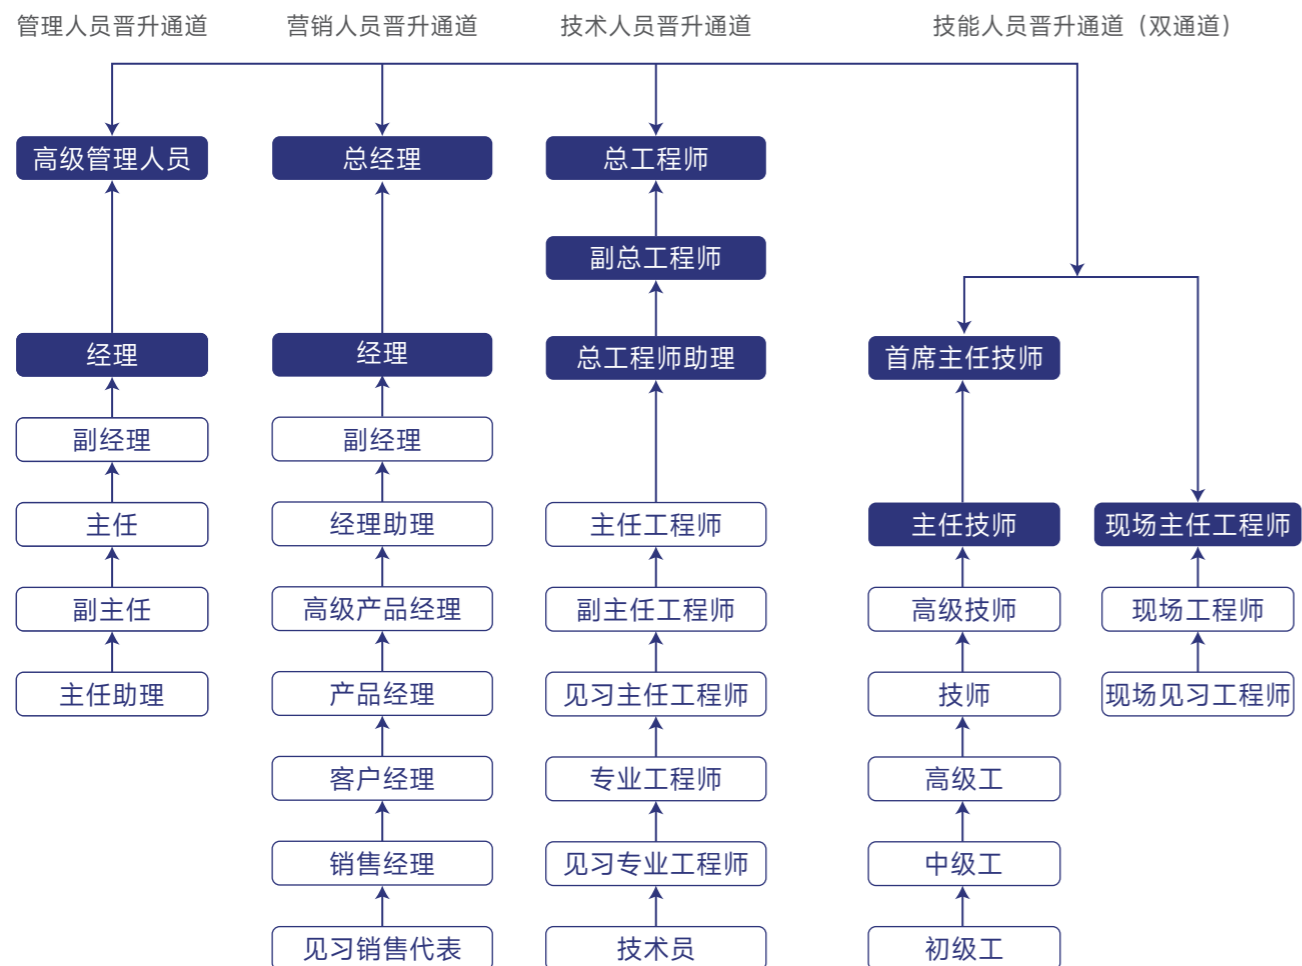 管理人员晋升通道
营销人员晋升通道
技术人员晋升通道
技能人员晋升通道（双通道）
高级管理人员
经理
副经理
主任
副主任
主任助理
总经理
经理
副经理
经理助理
高级产品经理
产品经理
客户经理
销售经理
见习销售代表
总工程师
副总工程师
总工程师助理
主任工程师
副主任工程师
见习主任工程师
专业工程师
见习专业工程师
技术员
首席主任技师
主任技师
高级技师
技师
高级工
中级工
初级工
现场主任工程师
现场工程师
现场见习工程师